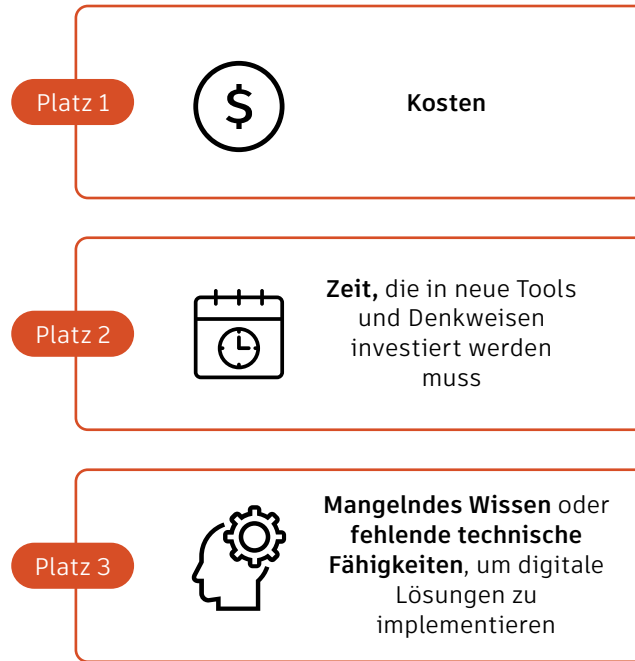 Platz 1
$
Kosten
Platz 2
Zeit, die in neue Tools
und Denkweisen
investiert werden
muss
Platz 3
Mangelndes Wissen oder
fehlende technische
Fähigkeiten, um digitale
Lösungen zu
implementieren